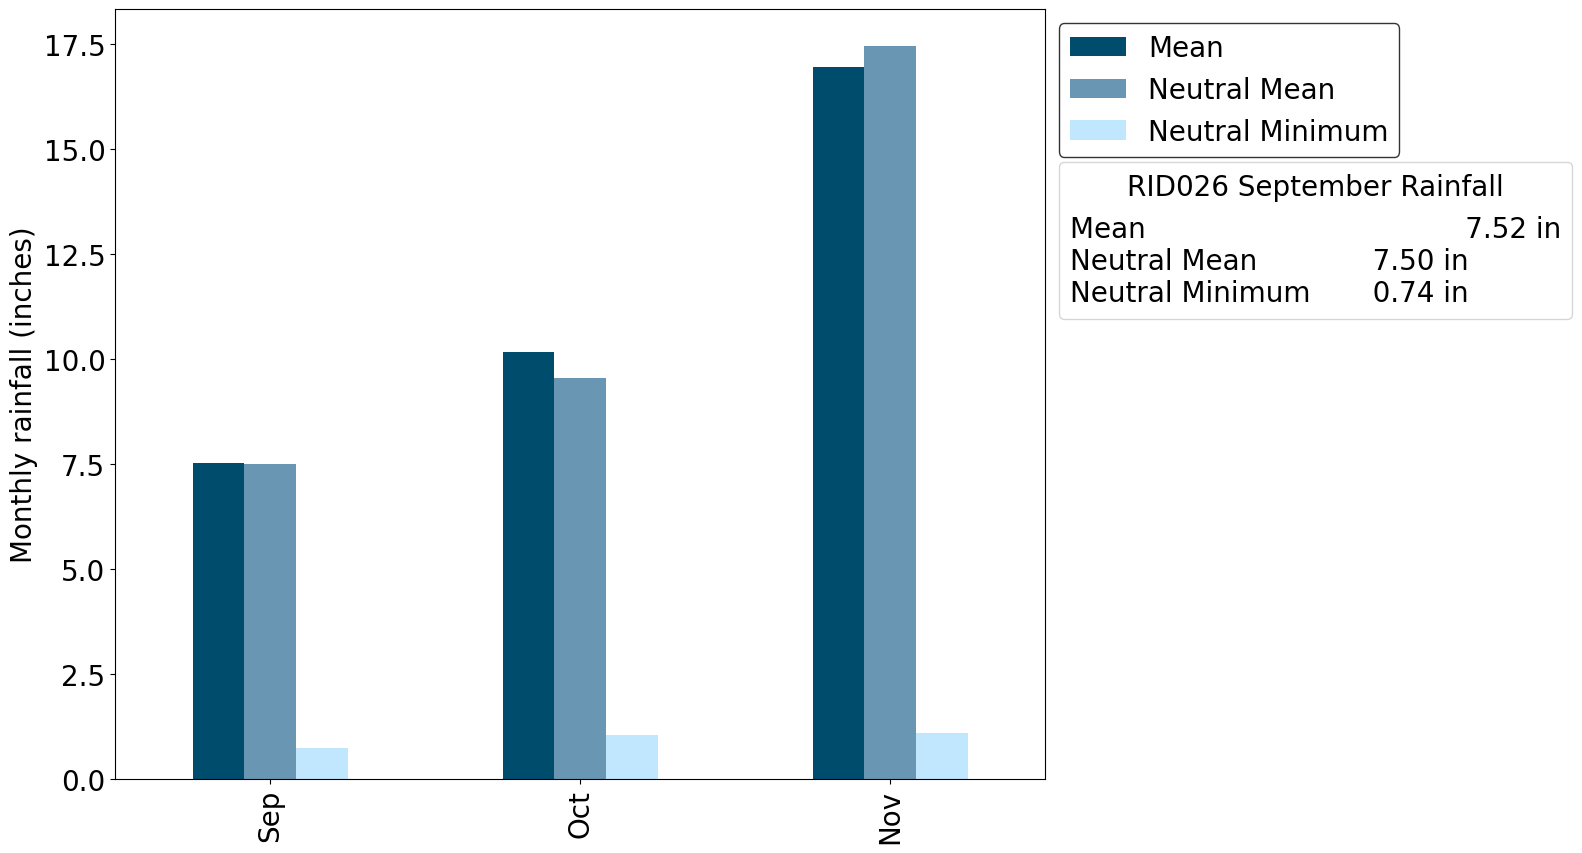 Monthly rainfall (inches)
17.5
15.0
12.5
10.0
7.5
5.0
2.5
0.0
Sep
Oct
Nov
Mean
Neutral Mean
Neutral Minimum
RID026 September Rainfall
Mean 7.52 in
Neutral Mean 7.50 in
Neutral Minimum 0.74 in